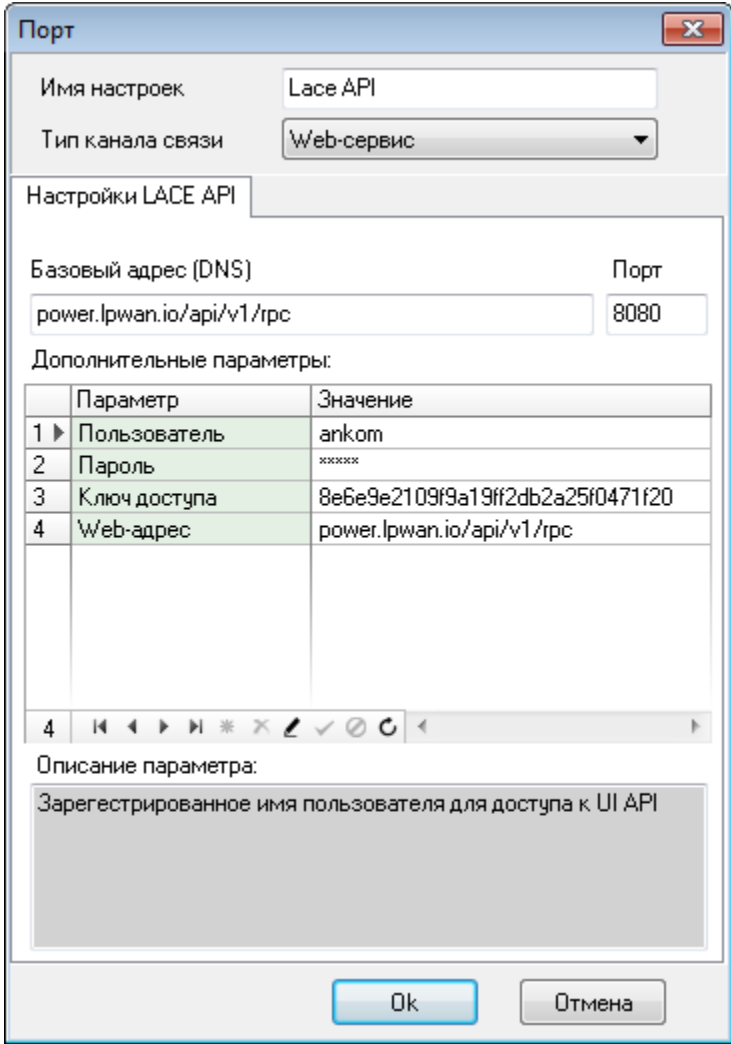 Порт
Имя настроек Lace API
Тип канала связи Web-сервис
Настройки LACE API
Базовый адрес (DNS) Порт
power.lpwan.io/api/v1/rpc 8080
Дополнительные параметры:
Параметр Значение
1 Пользователь ankom
2 Пароль *****
3 Ключ доступа 8e6e9e2109f9a19ff2db2a25f0471f20
4 Web-адрес power.lpwan.io/api/v1/rpc
4
Описание параметра:
Зарегестрированное имя пользователя для доступа к UI API
Ok Отмена